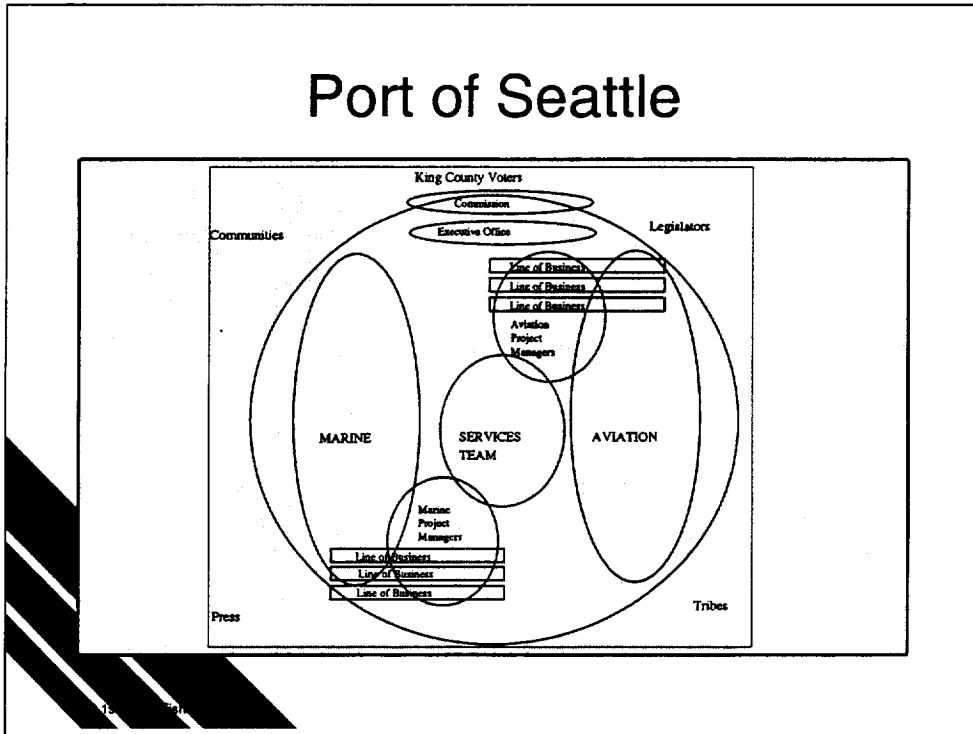 Port of Seattle
King County Voters
Commission
Executive Office
Communities
Legislators
Line of Business
Line of Business
Line of Business
Aviation
Project
Managers
MARINE
SERVICES
TEAM
AVIATION
Marine
Project
Managers
Line of Business
Line of Business
Line of Business
Press
Tribes